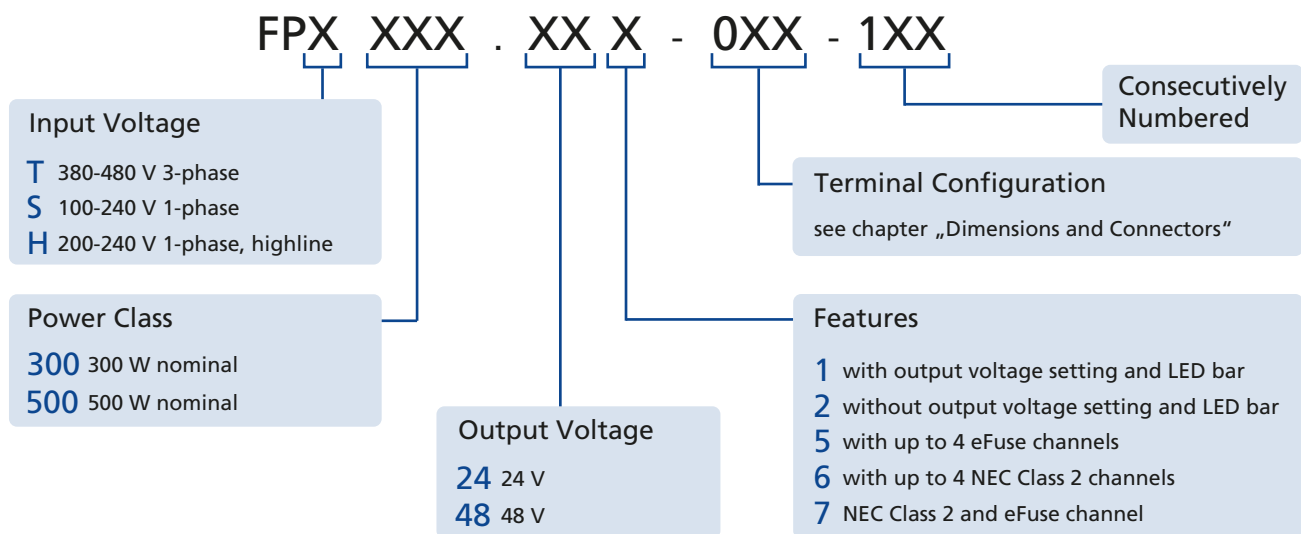 FPX XXX . XX X - 0XX - 1XX
Consecutively
Numbered
Input Voltage
T 380-480 V 3-phase
S 100-240 V 1-phase
H 200-240 V 1-phase, highline
Terminal Configuration
see chapter „Dimensions and Connectors“
Power Class
300 300 W nominal
500 500 W nominal
Features
1 with output voltage setting and LED bar
2 without output voltage setting and LED bar
5 with up to 4 eFuse channels
6 with up to 4 NEC Class 2 channels
7 NEC Class 2 and eFuse channel
Output Voltage
24 24 V
48 48 V